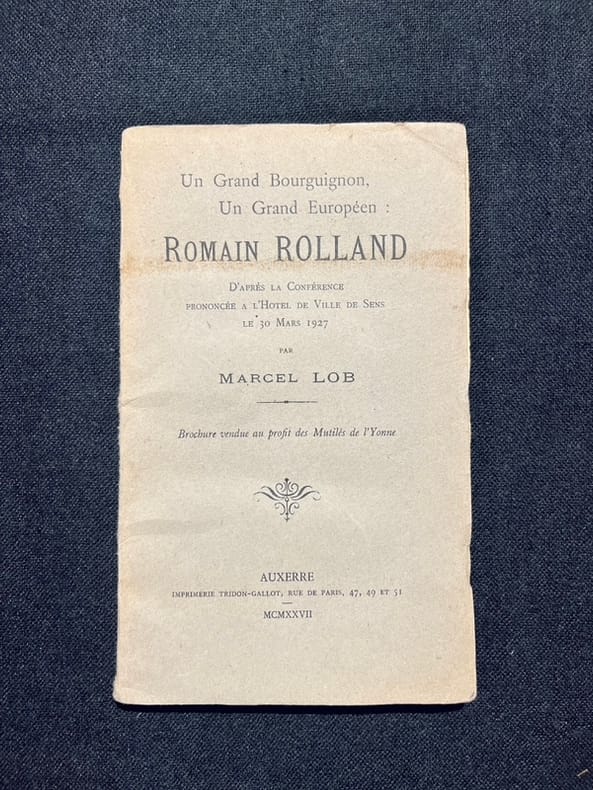 Un Grand Bourguignon,
Un Grand Européen :
ROMAIN ROLLAND
D'APRÈS LA CONFÉRENCE
PRONONCÉE A L'HOTEL DE VILLE DE SENS
LE 30 MARS 1927
PAR
MARCEL LOB
Brochure vendue au profit des Mutilés de l'Yonne
AUXERRE
IMPRIMERIE TRIDON-GALLOT, RUE DE PARIS, 47, 49 ET 51
MCMXXVII